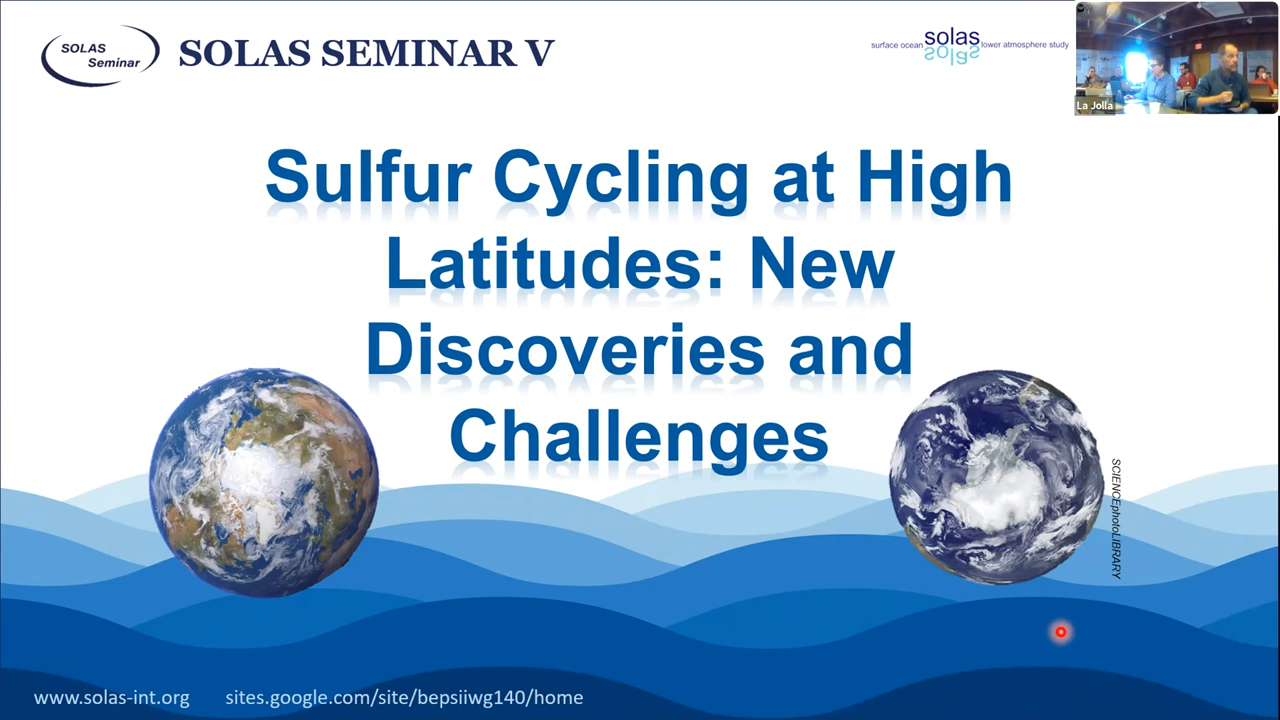 SOLAS
Seminar
SOLAS SEMINAR V
surface ocean solas lower atmosphere study
solas
La Jolla
Sulfur Cycling at High
Latitudes: New
Discoveries and
Challenges
SCIENCEphotoLIBRARY
www.solas-int.org
sites.google.com/site/bepsiiwg140/home